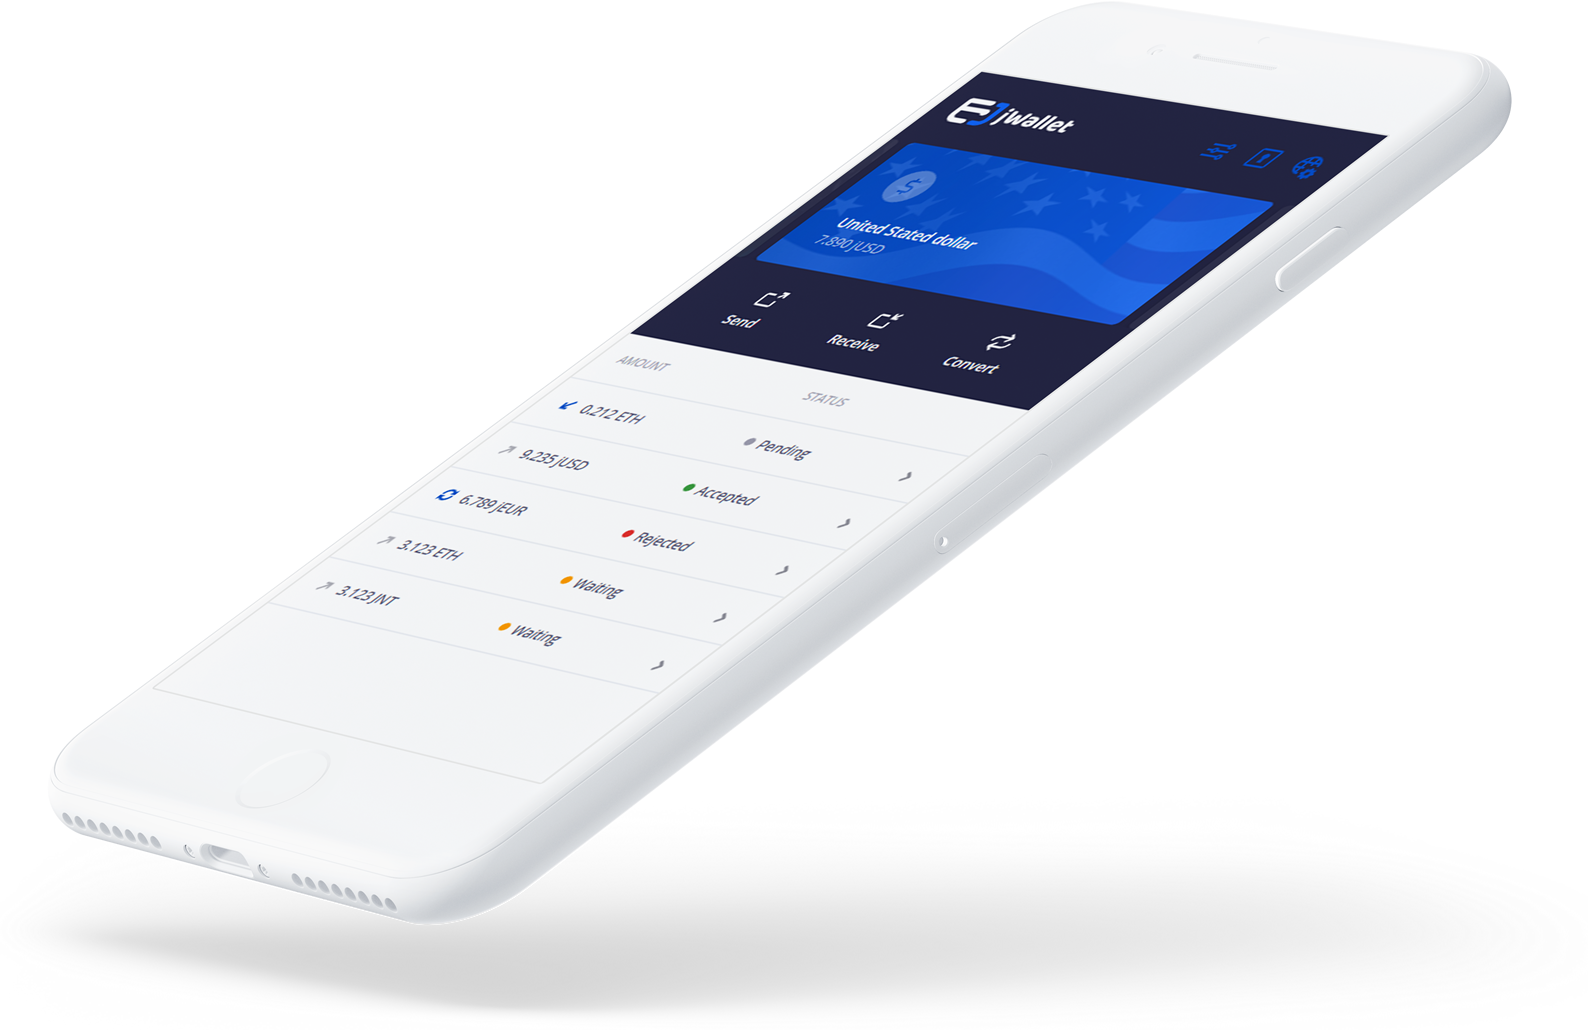 jWallet
United Stated dollar
7.890 jUSD
Send
Receive
Convert
AMOUNT
STATUS
0.212 ETH
Pending
9.235 jUSD
Accepted
6.789 jEUR
Rejected
3.123 ETH
Waiting
3.123 JNT
Waiting